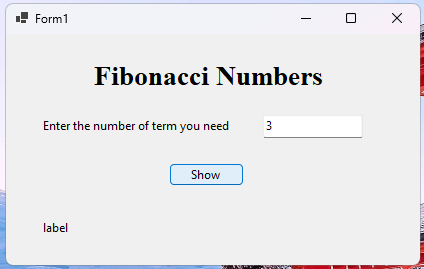 Form1
Fibonacci Numbers
Enter the number of term you need 3
Show
label